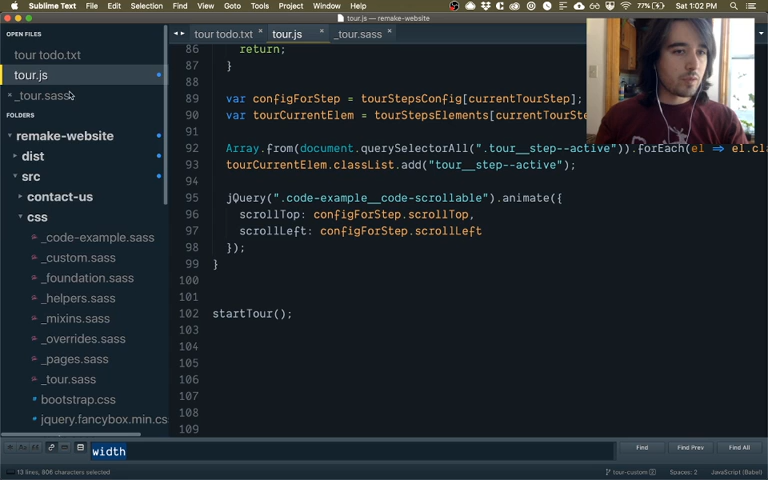 Sublime Text File Edit Selection Find View Goto Tools Project Window Help 77% Sat 1:02 PM
tour.js — remake-website
OPEN FILES
tour todo.txt
tour.js
_tour.sass
FOLDERS
remake-website
dist
src
contact-us
css
_code-example.sass
_custom.sass
_foundation.sass
_helpers.sass
_mixins.sass
_overrides.sass
_pages.sass
_tour.sass
bootstrap.css
jquery.fancybox.min.cs
tour todo.txt tour.js _tour.sass
86 return;
87 }
88
89 var configForStep = tourStepsConfig[currentTourStep];
90 var tourCurrentElem = tourStepsElements[currentTourSte
91
92 Array.from(document.querySelectorAll(".tour__step--active")).forEach(el => el.cla
93 tourCurrentElem.classList.add("tour__step--active");
94
95 jQuery(".code-example__code-scrollable").animate({
96 scrollTop: configForStep.scrollTop,
97 scrollLeft: configForStep.scrollLeft
98 });
99 }
100
101
102 startTour();
103
104
105
106
107
108
109
width
Find Find Prev Find All
13 lines, 606 characters selected tour-custom Spaces: 2 JavaScript (Babel)